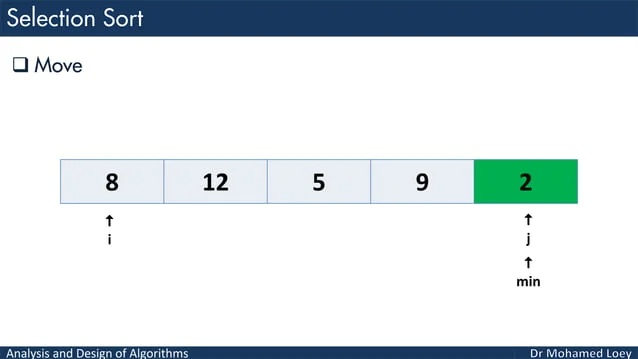 Selection Sort
❑ Move
8 12 5 9 2
↑ ↑
i j
↑
min
Analysis and Design of Algorithms Dr Mohamed Loey